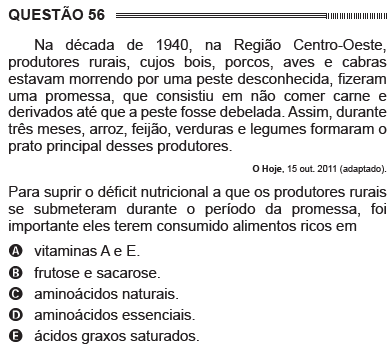 QUESTÃO 56
Na década de 1940, na Região Centro-Oeste,
produtores rurais, cujos bois, porcos, aves e cabras
estavam morrendo por uma peste desconhecida, fizeram
uma promessa, que consistiu em não comer carne e
derivados até que a peste fosse debelada. Assim, durante
três meses, arroz, feijão, verduras e legumes formaram o
prato principal desses produtores.
O Hoje, 15 out. 2011 (adaptado).
Para suprir o déficit nutricional a que os produtores rurais
se submeteram durante o período da promessa, foi
importante eles terem consumido alimentos ricos em
A vitaminas A e E.
B frutose e sacarose.
C aminoácidos naturais.
D aminoácidos essenciais.
E ácidos graxos saturados.